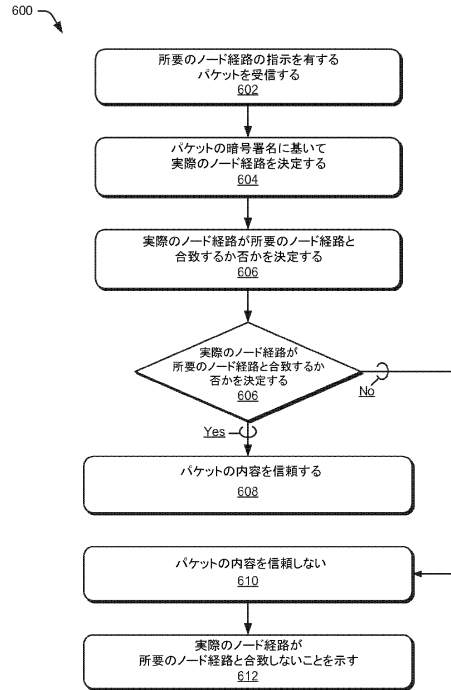 600
所要のノード経路の指示を有する
パケットを受信する
602
パケットの暗号署名に基いて
実際のノード経路を決定する
604
実際のノード経路が所要のノード経路と
合致するか否かを決定する
606
実際のノード経路が
所要のノード経路と合致するか
否かを決定する
606
No
Yes
パケットの内容を信頼する
608
パケットの内容を信頼しない
610
実際のノード経路が
所要のノード経路と合致しないことを示す
612